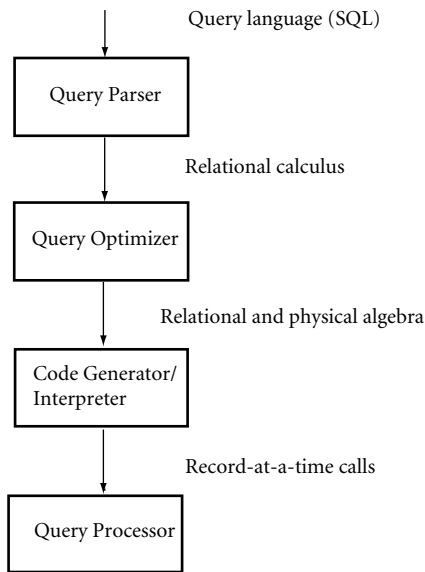 Query language (SQL)
Query Parser
Relational calculus
Query Optimizer
Relational and physical algebra
Code Generator/
Interpreter
Record-at-a-time calls
Query Processor